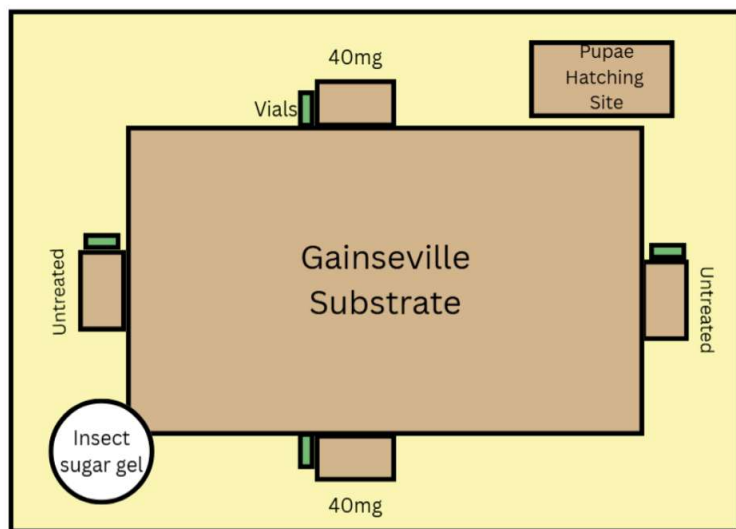 40mg
Pupae
Hatching
Site
Vials
Gainseville
Substrate
Untreated
Untreated
Insect
sugar gel
40mg